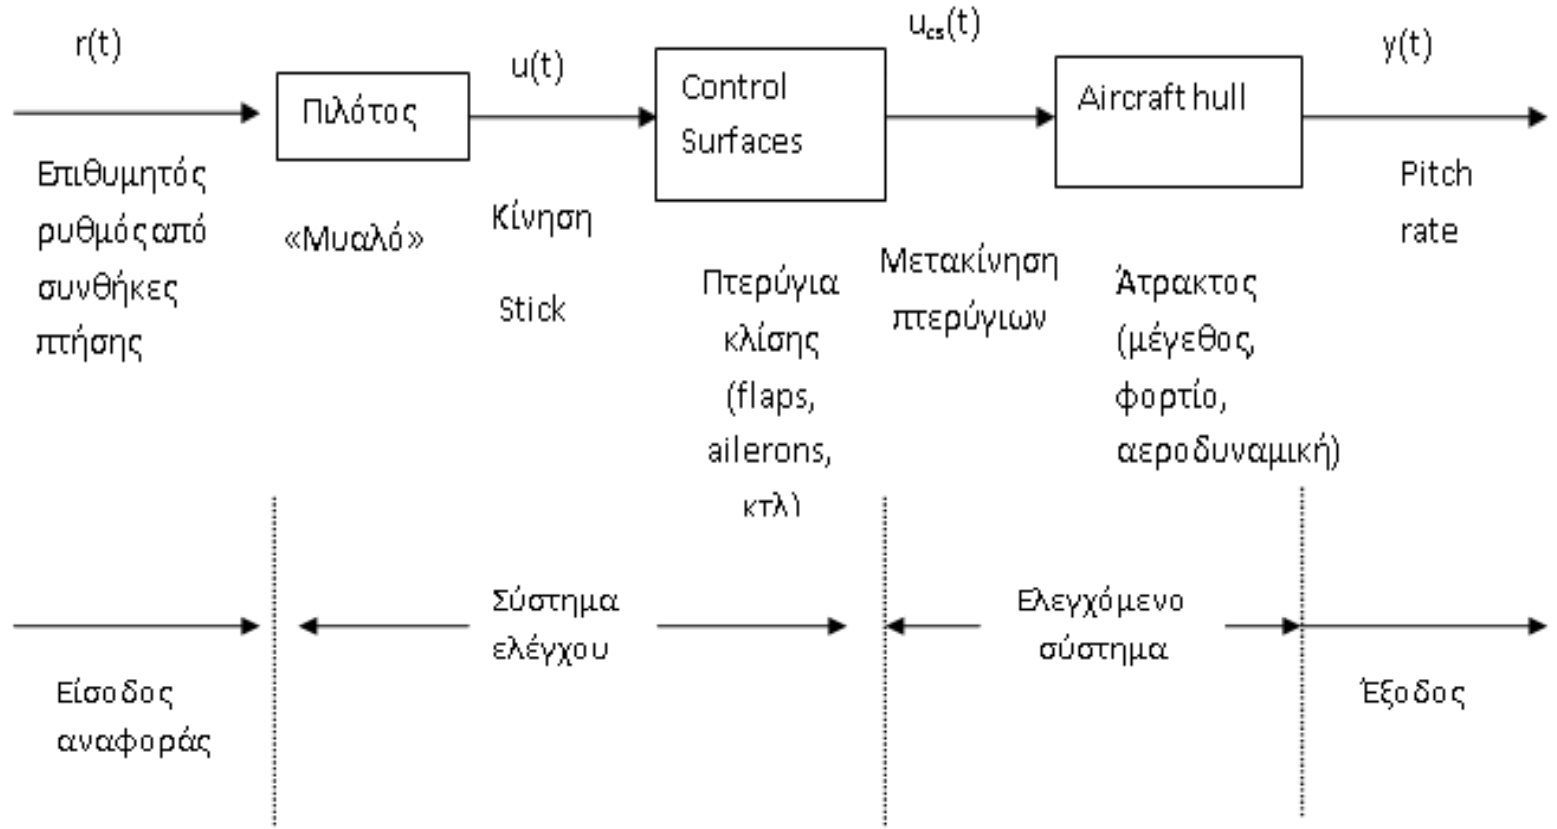 r(t)
u(t)
u_cs(t)
y(t)
Πιλότος
Control
Surfaces
Aircraft hull
Επιθυμητός
ρυθμός από
συνθήκες
πτήσης
«Μυαλό»
Κίνηση
Stick
Πτερύγια
κλίσης
(flaps,
ailerons,
κτλ)
Μετακίνηση
πτερύγιων
Άτρακτος
(μέγεθος,
φορτίο,
αεροδυναμική)
Pitch
rate
Είσοδος
αναφοράς
Σύστημα
ελέγχου
Ελεγχόμενο
σύστημα
Έξοδος